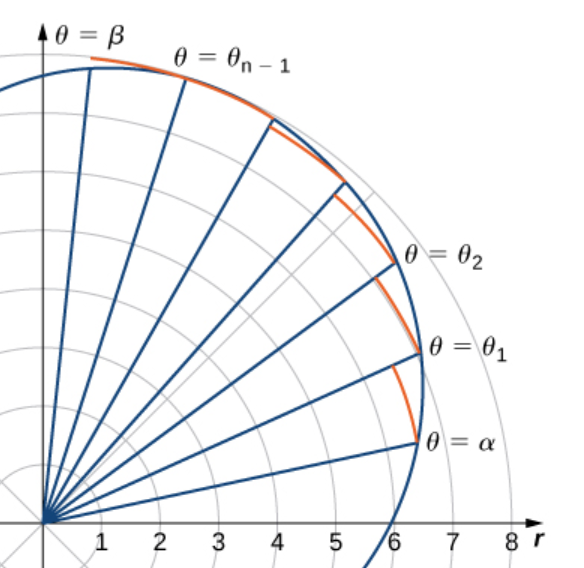 θ = β
θ = θₙ ₋ ₁
θ = θ₂
θ = θ₁
θ = α
1 2 3 4 5 6 7 8 r